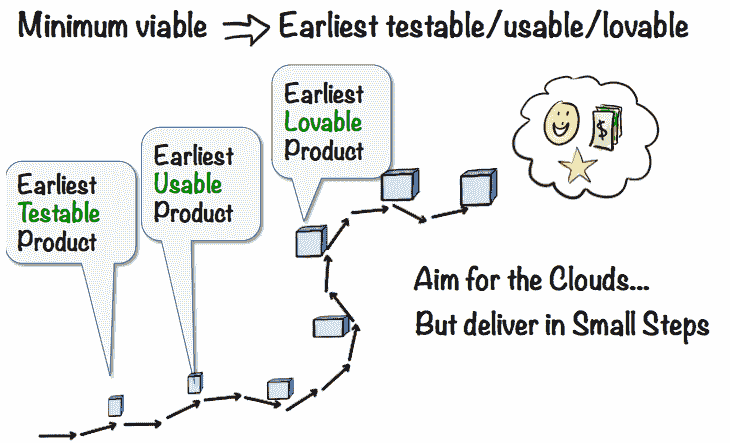 Minimum viable ⇒ Earliest testable/usable/lovable
Earliest
Lovable
Product
Earliest
Usable
Product
Earliest
Testable
Product
$
Aim for the Clouds...
But deliver in Small Steps